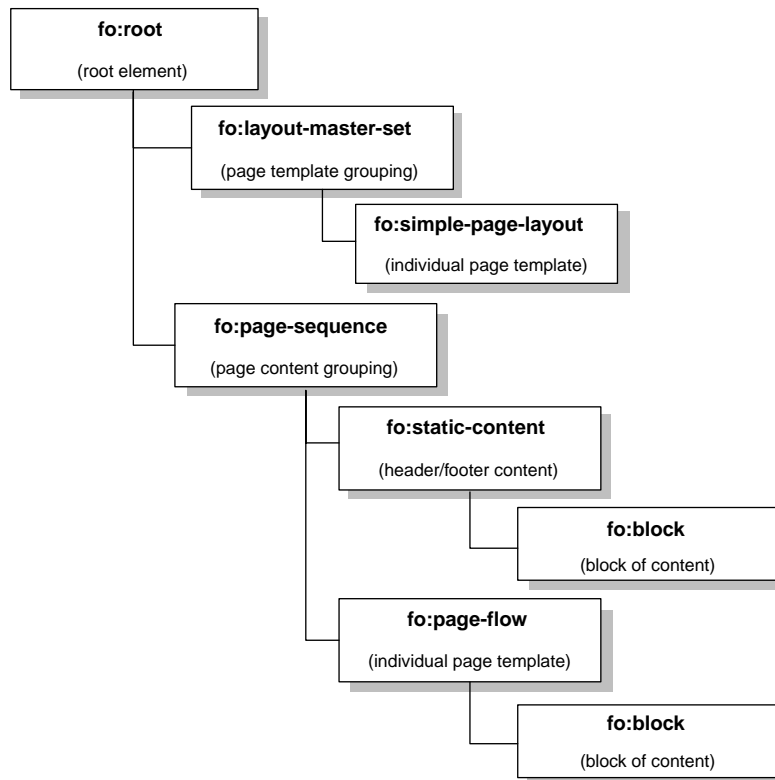 fo:root
(root element)
fo:layout-master-set
(page template grouping)
fo:simple-page-layout
(individual page template)
fo:page-sequence
(page content grouping)
fo:static-content
(header/footer content)
fo:block
(block of content)
fo:page-flow
(individual page template)
fo:block
(block of content)